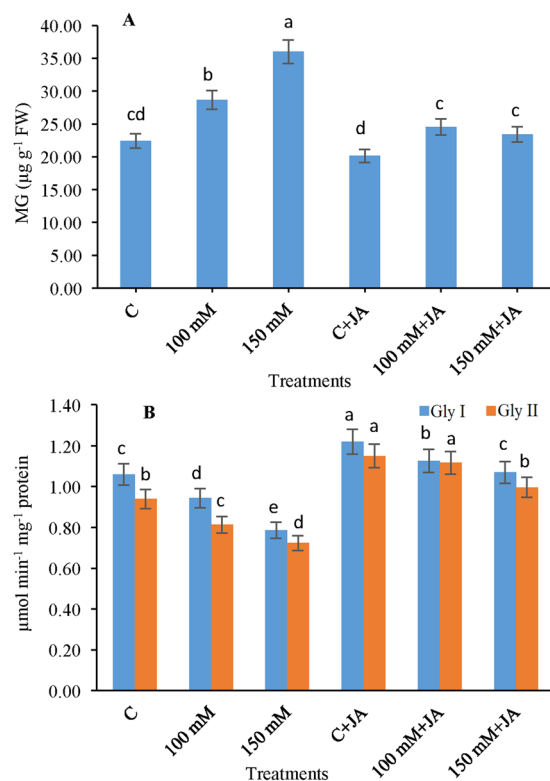 A
MG (µg g-1 FW)
40.00
35.00
30.00
25.00
20.00
15.00
10.00
5.00
0.00
cd
b
a
d
c
c
C
100 mM
150 mM
C+JA
100 mM+JA
150 mM+JA
Treatments
B
Gly I
Gly II
µmol min-1 mg-1 protein
1.40
1.20
1.00
0.80
0.60
0.40
0.20
0.00
c
b
d
c
e
d
a
a
b
a
c
b
C
100 mM
150 mM
C+JA
100 mM+JA
150 mM+JA
Treatments